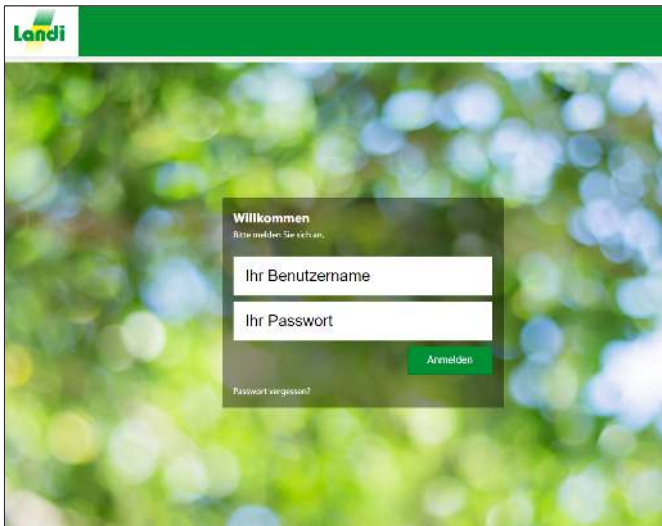 Landi
Willkommen
Bitte melden Sie sich an.
Ihr Benutzername
Ihr Passwort
Anmelden
Passwort vergessen?